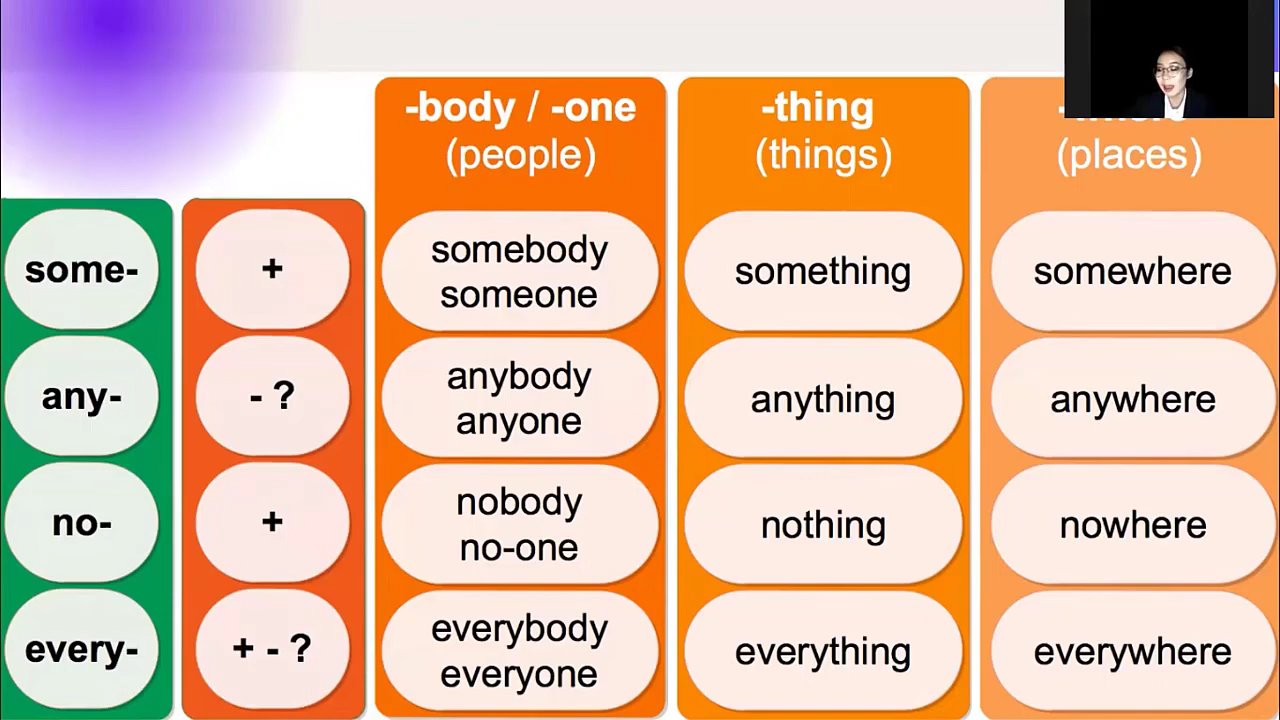 -body / -one
(people)
-thing
(things)
(places)
some-
+
somebody
someone
something
somewhere
any-
- ?
anybody
anyone
anything
anywhere
no-
+
nobody
no-one
nothing
nowhere
every-
+ - ?
everybody
everyone
everything
everywhere